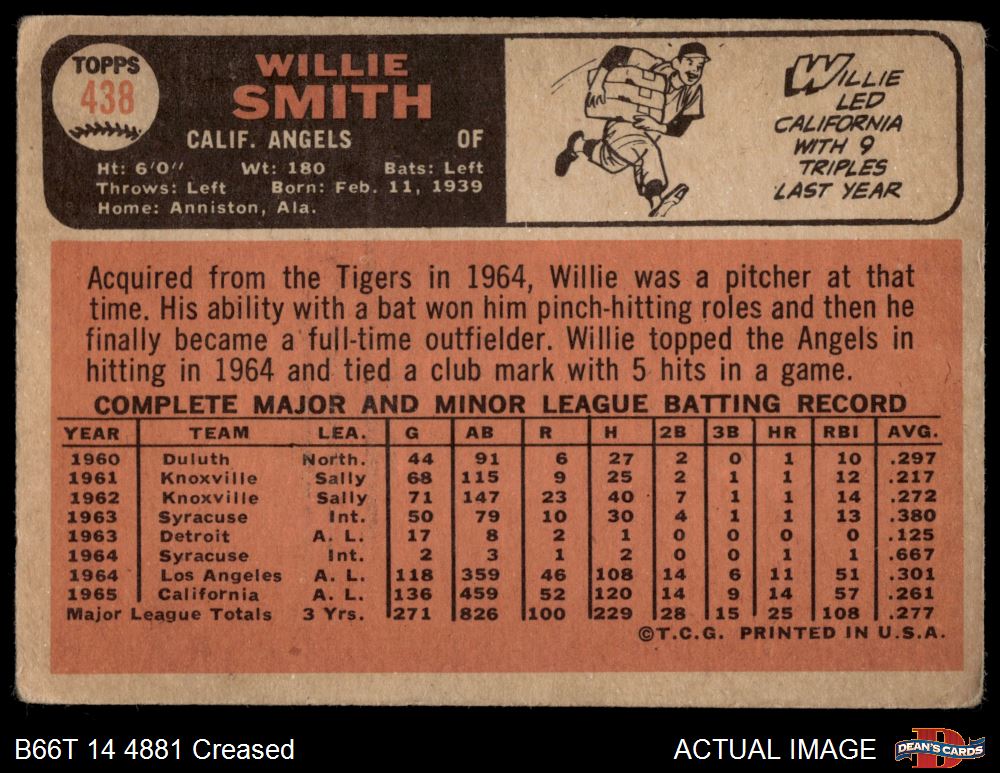 TOPPS
438
WILLIE
SMITH
CALIF. ANGELS OF
Ht: 6'0" Wt: 180 Bats: Left
Throws: Left Born: Feb. 11, 1939
Home: Anniston, Ala.
WILLIE
LED
CALIFORNIA
WITH 9
TRIPLES
LAST YEAR
Acquired from the Tigers in 1964, Willie was a pitcher at that
time. His ability with a bat won him pinch-hitting roles and then he
finally became a full-time outfielder. Willie topped the Angels in
hitting in 1964 and tied a club mark with 5 hits in a game.
COMPLETE MAJOR AND MINOR LEAGUE BATTING RECORD
YEAR TEAM LEA. G AB R H 2B 3B HR RBI AVG.
1960 Duluth North. 44 91 6 27 2 0 1 10 .297
1961 Knoxville Sally 68 115 9 25 2 1 1 12 .217
1962 Knoxville Sally 71 147 23 40 7 1 1 14 .272
1963 Syracuse Int. 50 79 10 30 4 1 1 13 .380
1963 Detroit A. L. 17 8 2 1 0 0 0 0 .125
1964 Syracuse Int. 2 3 1 2 0 0 1 1 .667
1964 Los Angeles A. L. 118 359 46 108 14 6 11 51 .301
1965 California A. L. 136 459 52 120 14 9 14 57 .261
Major League Totals 3 Yrs. 271 826 100 229 28 15 25 108 .277
©T.C.G. PRINTED IN U.S.A.
B66T 14 4881 Creased
ACTUAL IMAGE
DEAN'S CARDS